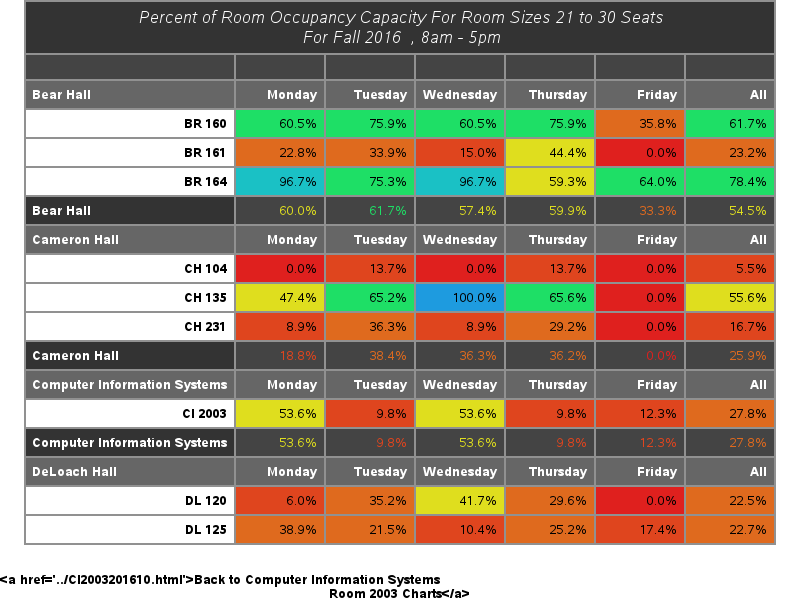 Percent of Room Occupancy Capacity For Room Sizes 21 to 30 Seats
For Fall 2016 , 8am - 5pm
Bear Hall Monday Tuesday Wednesday Thursday Friday All
BR 160 60.5% 75.9% 60.5% 75.9% 35.8% 61.7%
BR 161 22.8% 33.9% 15.0% 44.4% 0.0% 23.2%
BR 164 96.7% 75.3% 96.7% 59.3% 64.0% 78.4%
Bear Hall 60.0% 61.7% 57.4% 59.9% 33.3% 54.5%
Cameron Hall Monday Tuesday Wednesday Thursday Friday All
CH 104 0.0% 13.7% 0.0% 13.7% 0.0% 5.5%
CH 135 47.4% 65.2% 100.0% 65.6% 0.0% 55.6%
CH 231 8.9% 36.3% 8.9% 29.2% 0.0% 16.7%
Cameron Hall 18.8% 38.4% 36.3% 36.2% 0.0% 25.9%
Computer Information Systems Monday Tuesday Wednesday Thursday Friday All
CI 2003 53.6% 9.8% 53.6% 9.8% 12.3% 27.8%
Computer Information Systems 53.6% 9.8% 53.6% 9.8% 12.3% 27.8%
DeLoach Hall Monday Tuesday Wednesday Thursday Friday All
DL 120 6.0% 35.2% 41.7% 29.6% 0.0% 22.5%
DL 125 38.9% 21.5% 10.4% 25.2% 17.4% 22.7%
<a href='../CI2003201610.html'>Back to Computer Information Systems
Room 2003 Charts</a>